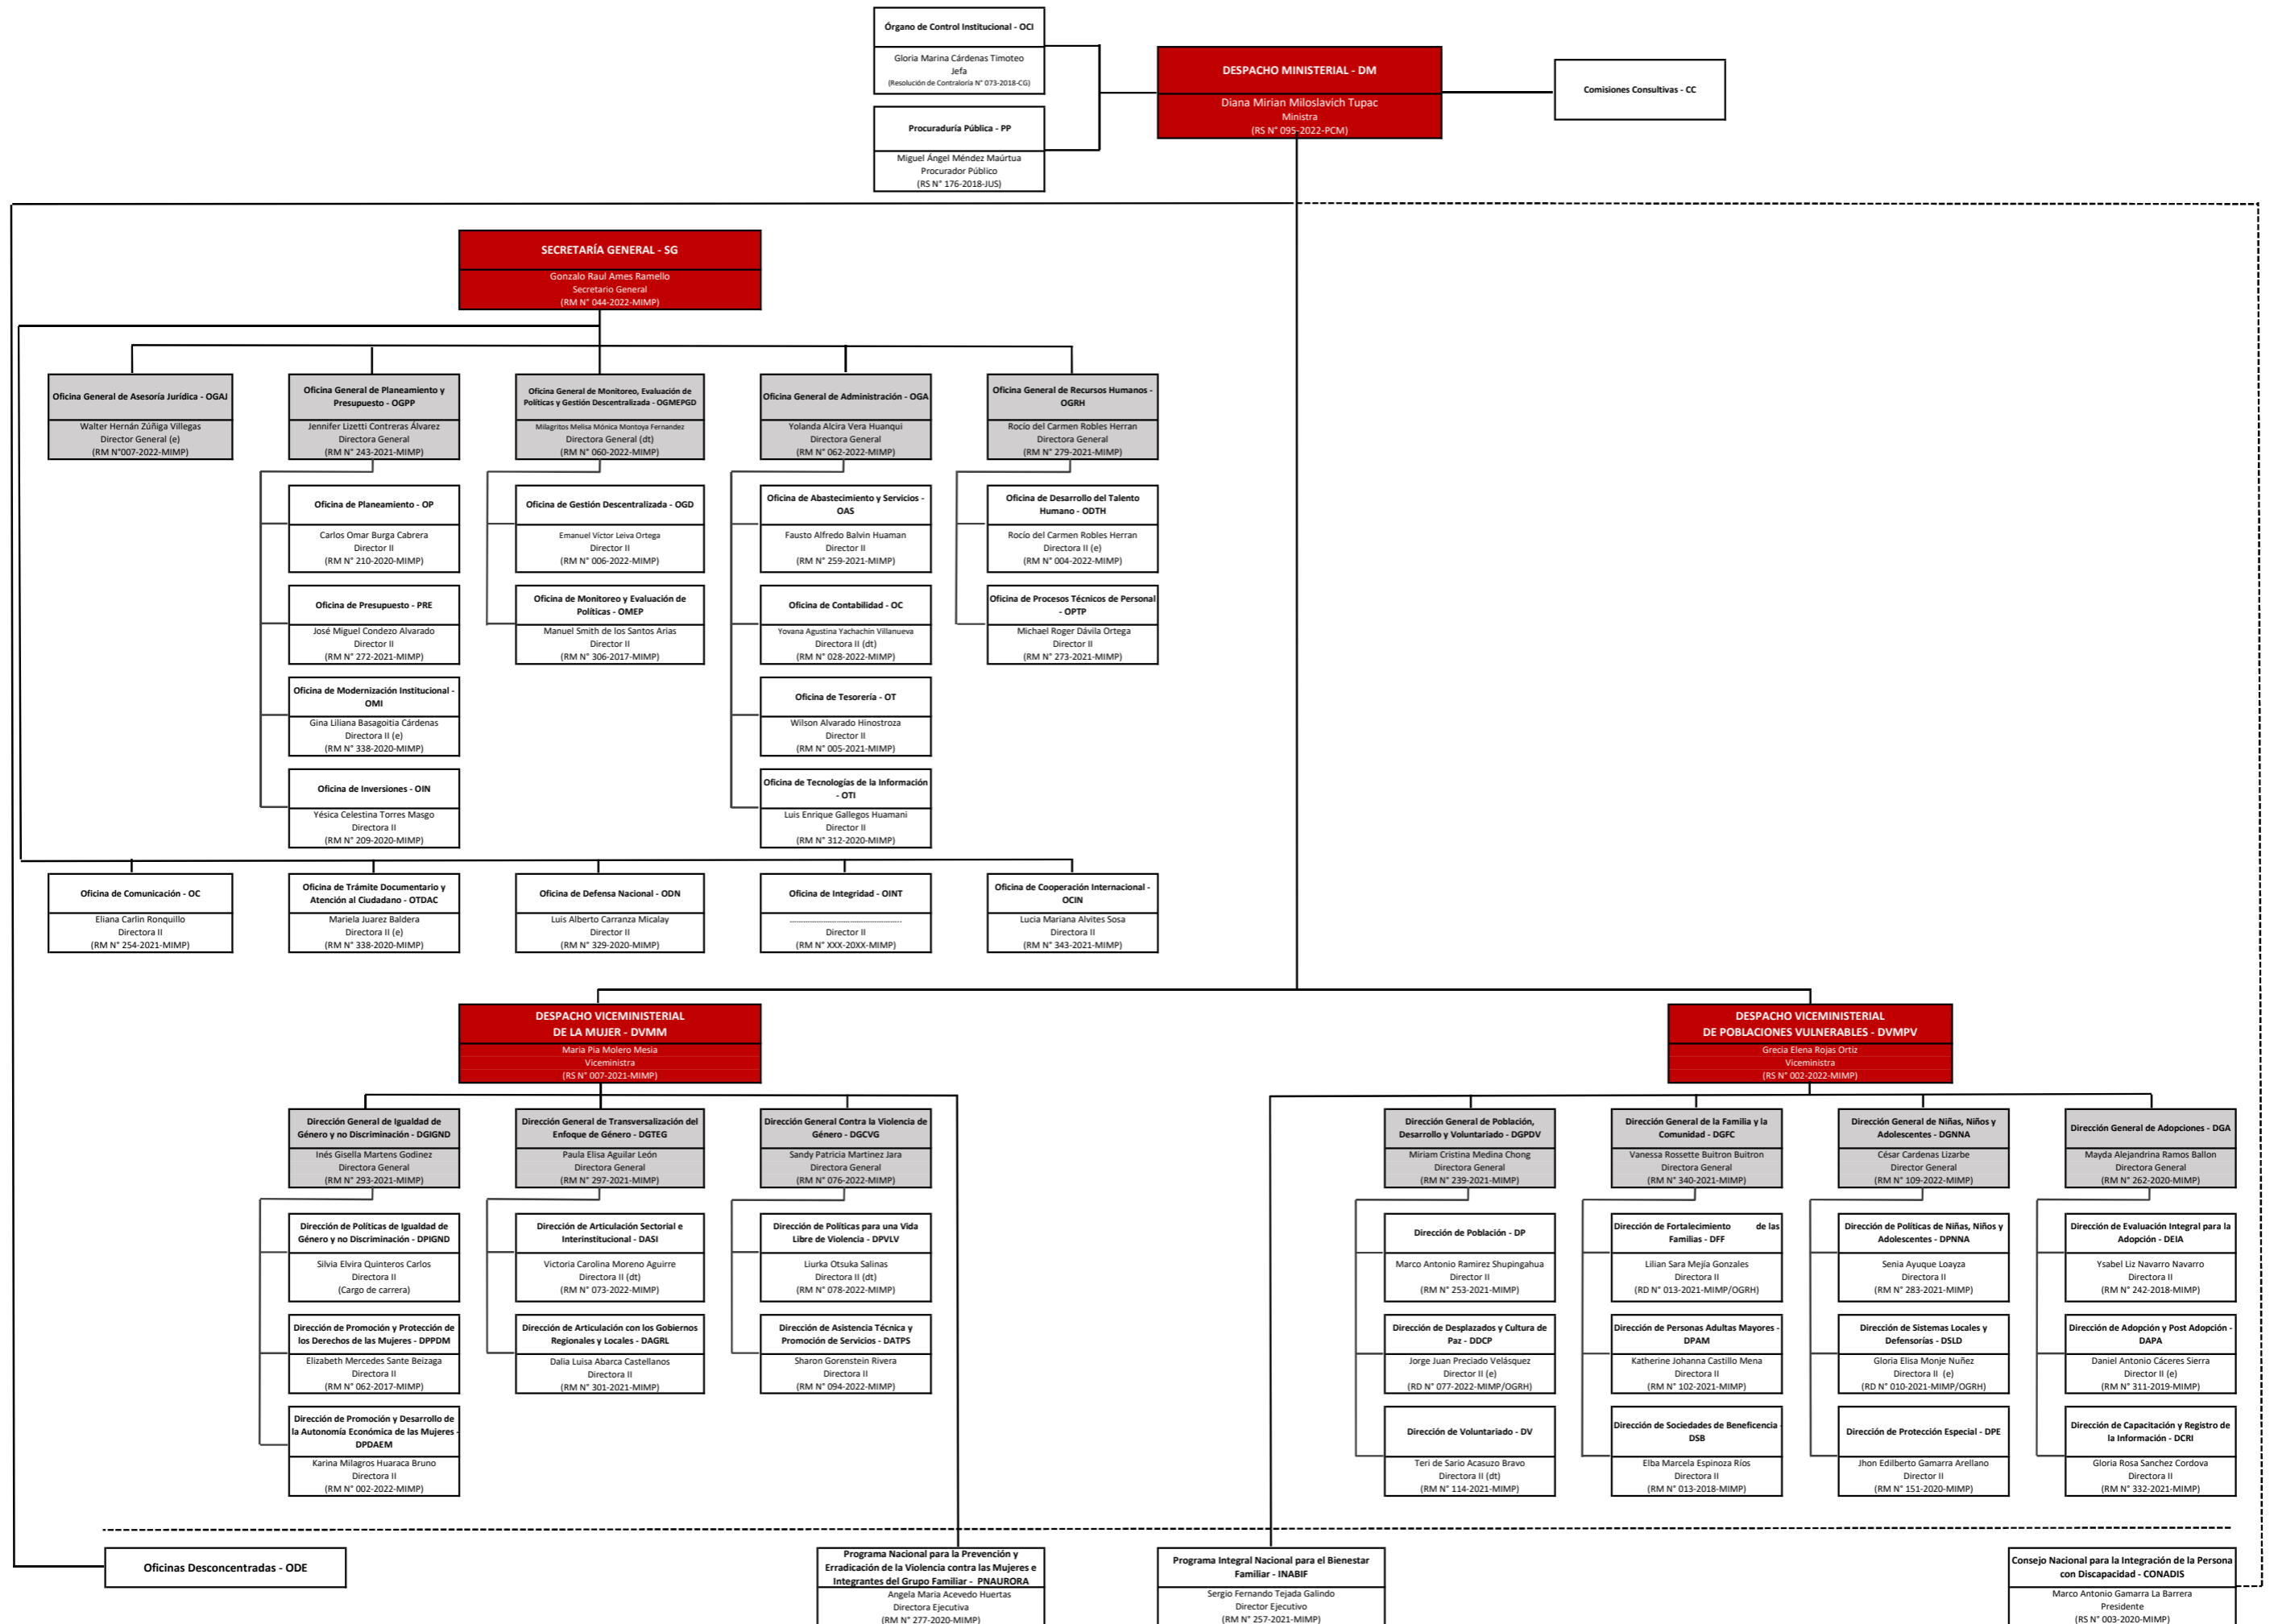 Órgano de Control Institucional - OCI
Gloria Marina Cárdenas Timoteo
Jefa
(Resolución de Contraloría N° 073-2018-CG)
DESPACHO MINISTERIAL - DM
Diana Mirian Miloslavich Tupac
Ministra
(RS N° 095-2022-PCM)
Comisiones Consultivas - CC
Procuraduría Pública - PP
Miguel Ángel Méndez Maúrtua
Procurador Público
(RS N° 176-2018-JUS)
SECRETARÍA GENERAL - SG
Gonzalo Raul Ames Ramello
Secretario General
(RM N° 044-2022-MIMP)
Oficina General de Asesoría Jurídica - OGAJ
Walter Hernán Zúñiga Villegas
Director General (e)
(RM N°007-2022-MIMP)
Oficina General de Planeamiento y
Presupuesto - OGPP
Jennifer Lizetti Contreras Álvarez
Directora General
(RM N° 243-2021-MIMP)
Oficina General de Monitoreo, Evaluación de
Políticas y Gestión Descentralizada - OGMEPGD
Milagritos Melisa Mónica Montoya Fernandez
Directora General (dt)
(RM N° 060-2022-MIMP)
Oficina General de Administración - OGA
Yolanda Alcira Vera Huanqui
Directora General
(RM N° 062-2022-MIMP)
Oficina General de Recursos Humanos -
OGRH
Rocío del Carmen Robles Herran
Directora General
(RM N° 279-2021-MIMP)
Oficina de Planeamiento - OP
Carlos Omar Burga Cabrera
Director II
(RM N° 210-2020-MIMP)
Oficina de Gestión Descentralizada - OGD
Emanuel Victor Leiva Ortega
Director II
(RM N° 006-2022-MIMP)
Oficina de Abastecimiento y Servicios -
OAS
Fausto Alfredo Balvin Huaman
Director II
(RM N° 259-2021-MIMP)
Oficina de Desarrollo del Talento
Humano - ODTH
Rocío del Carmen Robles Herran
Directora II (e)
(RM N° 004-2022-MIMP)
Oficina de Presupuesto - PRE
José Miguel Condezo Alvarado
Director II
(RM N° 272-2021-MIMP)
Oficina de Monitoreo y Evaluación de
Políticas - OMEP
Manuel Smith de los Santos Arias
Director II
(RM N° 306-2017-MIMP)
Oficina de Contabilidad - OC
Yovana Agustina Yachachin Villanueva
Directora II (dt)
(RM N° 028-2022-MIMP)
Oficina de Procesos Técnicos de Personal
- OPTP
Michael Roger Dávila Ortega
Director II
(RM N° 273-2021-MIMP)
Oficina de Modernización Institucional -
OMI
Gina Liliana Basagoitia Cárdenas
Directora II (e)
(RM N° 338-2020-MIMP)
Oficina de Tesorería - OT
Wilson Alvarado Hinostroza
Director II
(RM N° 005-2021-MIMP)
Oficina de Inversiones - OIN
Yésica Celestina Torres Masgo
Directora II
(RM N° 209-2020-MIMP)
Oficina de Tecnologías de la Información
- OTI
Luis Enrique Gallegos Huamani
Director II
(RM N° 312-2020-MIMP)
Oficina de Comunicación - OC
Eliana Carlin Ronquillo
Directora II
(RM N° 254-2021-MIMP)
Oficina de Trámite Documentario y
Atención al Ciudadano - OTDAC
Mariela Juarez Baldera
Directora II (e)
(RM N° 338-2020-MIMP)
Oficina de Defensa Nacional - ODN
Luis Alberto Carranza Micalay
Director II
(RM N° 329-2020-MIMP)
Oficina de Integridad - OINT
......................................................
Director II
(RM N° XXX-20XX-MIMP)
Oficina de Cooperación Internacional -
OCIN
Lucia Mariana Alvites Sosa
Directora II
(RM N° 343-2021-MIMP)
DESPACHO VICEMINISTERIAL
DE LA MUJER - DVMM
Maria Pia Molero Mesia
Viceministra
(RS N° 007-2021-MIMP)
DESPACHO VICEMINISTERIAL
DE POBLACIONES VULNERABLES - DVMPV
Grecia Elena Rojas Ortiz
Viceministra
(RS N° 002-2022-MIMP)
Dirección General de Igualdad de
Género y no Discriminación - DGIGND
Inés Gisella Martens Godinez
Directora General
(RM N° 293-2021-MIMP)
Dirección General de Transversalización del
Enfoque de Género - DGTEG
Paula Elisa Aguilar León
Directora General
(RM N° 297-2021-MIMP)
Dirección General Contra la Violencia de
Género - DGCVG
Sandy Patricia Martinez Jara
Directora General
(RM N° 076-2022-MIMP)
Dirección General de Población,
Desarrollo y Voluntariado - DGPDV
Miriam Cristina Medina Chong
Directora General
(RM N° 239-2021-MIMP)
Dirección General de la Familia y la
Comunidad - DGFC
Vanessa Rossette Buitron Buitron
Directora General
(RM N° 340-2021-MIMP)
Dirección General de Niñas, Niños y
Adolescentes - DGNNA
César Cardenas Lizarbe
Director General
(RM N° 109-2022-MIMP)
Dirección General de Adopciones - DGA
Mayda Alejandrina Ramos Ballon
Directora General
(RM N° 262-2020-MIMP)
Dirección de Políticas de Igualdad de
Género y no Discriminación - DPIGND
Silvia Elvira Quinteros Carlos
Directora II
(Cargo de carrera)
Dirección de Articulación Sectorial e
Interinstitucional - DASI
Victoria Carolina Moreno Aguirre
Directora II (dt)
(RM N° 073-2022-MIMP)
Dirección de Políticas para una Vida
Libre de Violencia - DPVLV
Liurka Otsuka Salinas
Directora II (dt)
(RM N° 078-2022-MIMP)
Dirección de Población - DP
Marco Antonio Ramirez Shupingahua
Director II
(RM N° 253-2021-MIMP)
Dirección de Fortalecimiento de las
Familias - DFF
Lilian Sara Mejía Gonzales
Directora II
(RD N° 013-2021-MIMP/OGRH)
Dirección de Políticas de Niñas, Niños y
Adolescentes - DPNNA
Senia Ayuque Loayza
Directora II
(RM N° 283-2021-MIMP)
Dirección de Evaluación Integral para la
Adopción - DEIA
Ysabel Liz Navarro Navarro
Directora II
(RM N° 242-2018-MIMP)
Dirección de Promoción y Protección de
los Derechos de las Mujeres - DPPDM
Elizabeth Mercedes Sante Beizaga
Directora II
(RM N° 062-2017-MIMP)
Dirección de Articulación con los Gobiernos
Regionales y Locales - DAGRL
Dalia Luisa Abarca Castellanos
Directora II
(RM N° 301-2021-MIMP)
Dirección de Asistencia Técnica y
Promoción de Servicios - DATPS
Sharon Gorenstein Rivera
Directora II
(RM N° 094-2022-MIMP)
Dirección de Desplazados y Cultura de
Paz - DDCP
Jorge Juan Preciado Velásquez
Director II (e)
(RD N° 077-2022-MIMP/OGRH)
Dirección de Personas Adultas Mayores -
DPAM
Katherine Johanna Castillo Mena
Directora II
(RM N° 102-2021-MIMP)
Dirección de Sistemas Locales y
Defensorías - DSLD
Gloria Elisa Monje Nuñez
Directora II (e)
(RD N° 010-2021-MIMP/OGRH)
Dirección de Adopción y Post Adopción -
DAPA
Daniel Antonio Cáceres Sierra
Director II (e)
(RM N° 311-2019-MIMP)
Dirección de Promoción y Desarrollo de
la Autonomía Económica de las Mujeres -
DPDAEM
Karina Milagros Huaraca Bruno
Directora II
(RM N° 002-2022-MIMP)
Dirección de Voluntariado - DV
Teri de Sario Acasuzo Bravo
Directora II (dt)
(RM N° 114-2021-MIMP)
Dirección de Sociedades de Beneficencia -
DSB
Elba Marcela Espinoza Ríos
Directora II
(RM N° 013-2018-MIMP)
Dirección de Protección Especial - DPE
Jhon Edilberto Gamarra Arellano
Director II
(RM N° 151-2020-MIMP)
Dirección de Capacitación y Registro de
la Información - DCRI
Gloria Rosa Sanchez Cordova
Directora II
(RM N° 332-2021-MIMP)
Oficinas Desconcentradas - ODE
Programa Nacional para la Prevención y
Erradicación de la Violencia contra las Mujeres e
Integrantes del Grupo Familiar - PNAURORA
Angela Maria Acevedo Huertas
Directora Ejecutiva
(RM N° 277-2020-MIMP)
Programa Integral Nacional para el Bienestar
Familiar - INABIF
Sergio Fernando Tejada Galindo
Director Ejecutivo
(RM N° 257-2021-MIMP)
Consejo Nacional para la Integración de la Persona
con Discapacidad - CONADIS
Marco Antonio Gamarra La Barrera
Presidente
(RS N° 003-2020-MIMP)